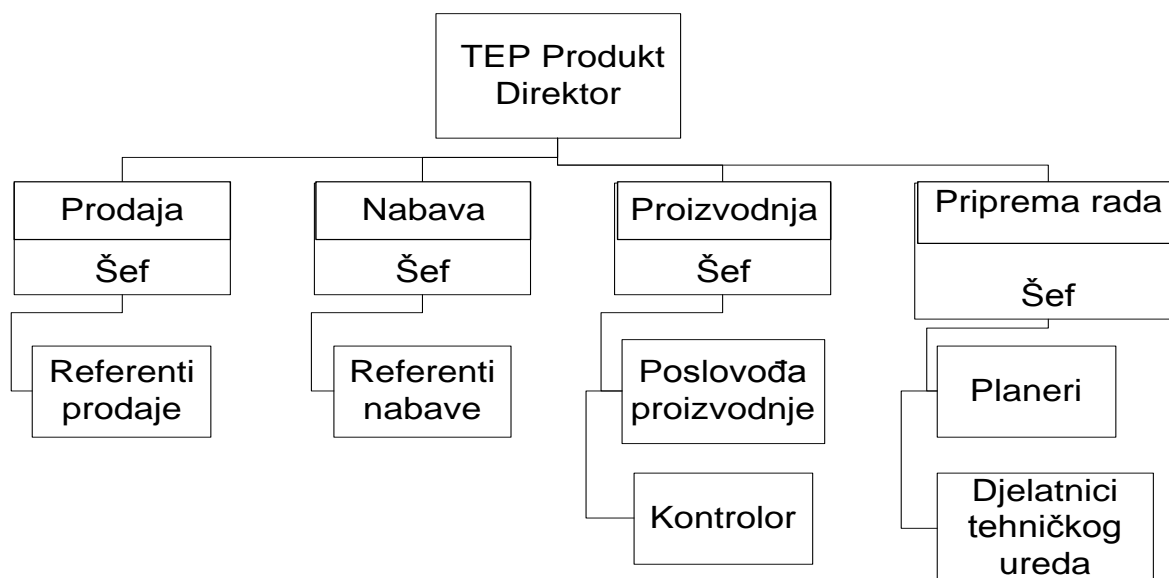 TEP Produkt
Direktor
Prodaja
Šef
Nabava
Šef
Proizvodnja
Šef
Priprema rada
Šef
Referenti
prodaje
Referenti
nabave
Poslovođa
proizvodnje
Planeri
Kontrolor
Djelatnici
tehničkog
ureda